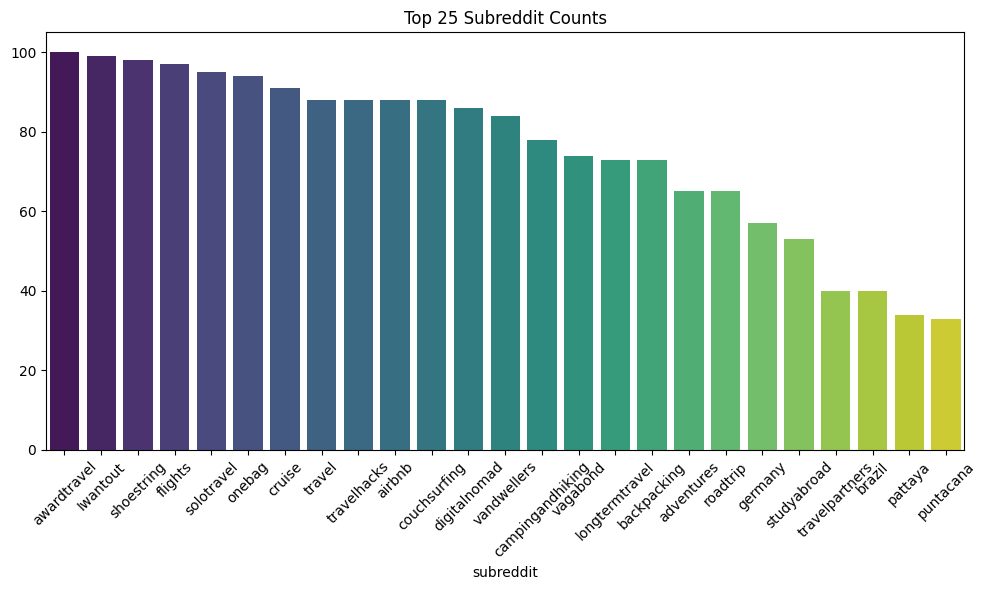 Top 25 Subreddit Counts
100
80
60
40
20
0
awardtravel
lwantout
shoestring
flights
solotravel
onebag
cruise
travel
travelhacks
airbnb
couchsurfing
digitalnomad
vandwellers
campingandhiking
vagabond
longtermtravel
backpacking
adventures
roadtrip
germany
studyabroad
travelpartners
brazil
pattaya
puntacana
subreddit